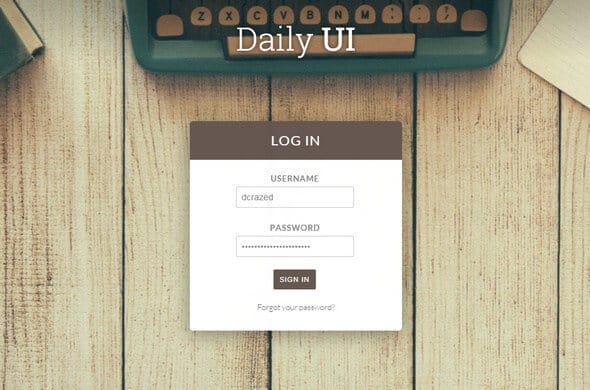 Z X C V B N M
Daily UI
LOG IN
USERNAME
dcrazed
PASSWORD
••••••••••••••••••••••
SIGN IN
Forgot your password?